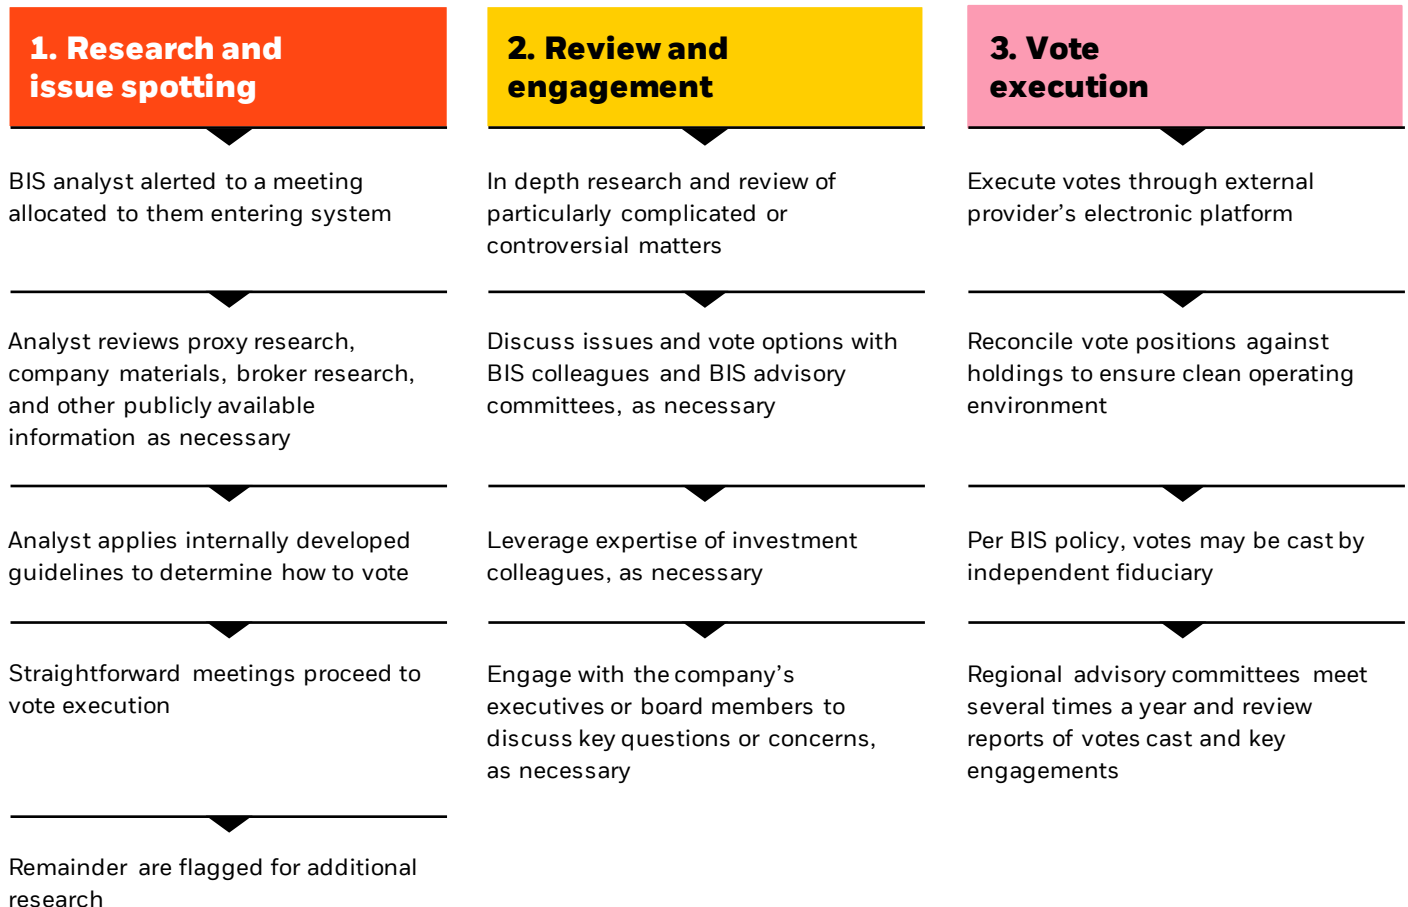 1. Research and
issue spotting
BIS analyst alerted to a meeting
allocated to them entering system
Analyst reviews proxy research,
company materials, broker research,
and other publicly available
information as necessary
Analyst applies internally developed
guidelines to determine how to vote
Straightforward meetings proceed to
vote execution
Remainder are flagged for additional
research
2. Review and
engagement
In depth research and review of
particularly complicated or
controversial matters
Discuss issues and vote options with
BIS colleagues and BIS advisory
committees, as necessary
Leverage expertise of investment
colleagues, as necessary
Engage with the company’s
executives or board members to
discuss key questions or concerns,
as necessary
3. Vote
execution
Execute votes through external
provider’s electronic platform
Reconcile vote positions against
holdings to ensure clean operating
environment
Per BIS policy, votes may be cast by
independent fiduciary
Regional advisory committees meet
several times a year and review
reports of votes cast and key
engagements